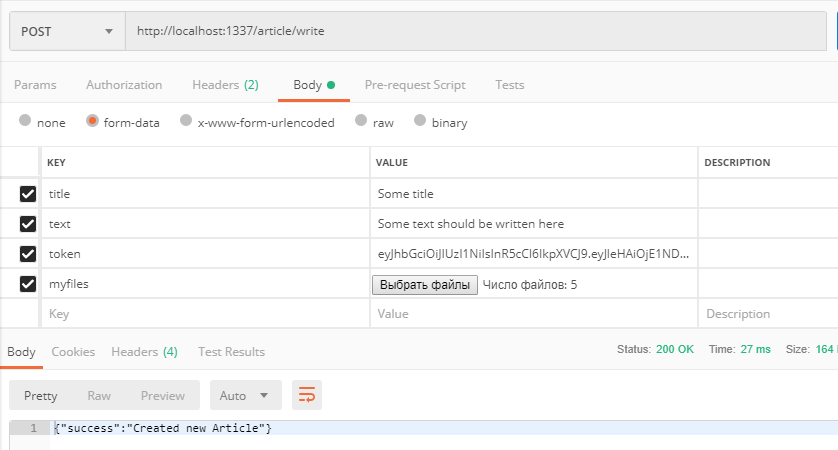 POST http://localhost:1337/article/write
Params Authorization Headers (2) Body Pre-request Script Tests
none form-data x-www-form-urlencoded raw binary
KEY VALUE DESCRIPTION
title Some title
text Some text should be written here
token eyJhbGciOiJIUzI1NiIsInR5cCI6IkpXVCJ9.eyJleHAiOjE1ND...
myfiles Выбрать файлы Число файлов: 5
Key Value Description
Body Cookies Headers (4) Test Results Status: 200 OK Time: 27 ms Size: 164
Pretty Raw Preview Auto
1 {"success":"Created new Article"}